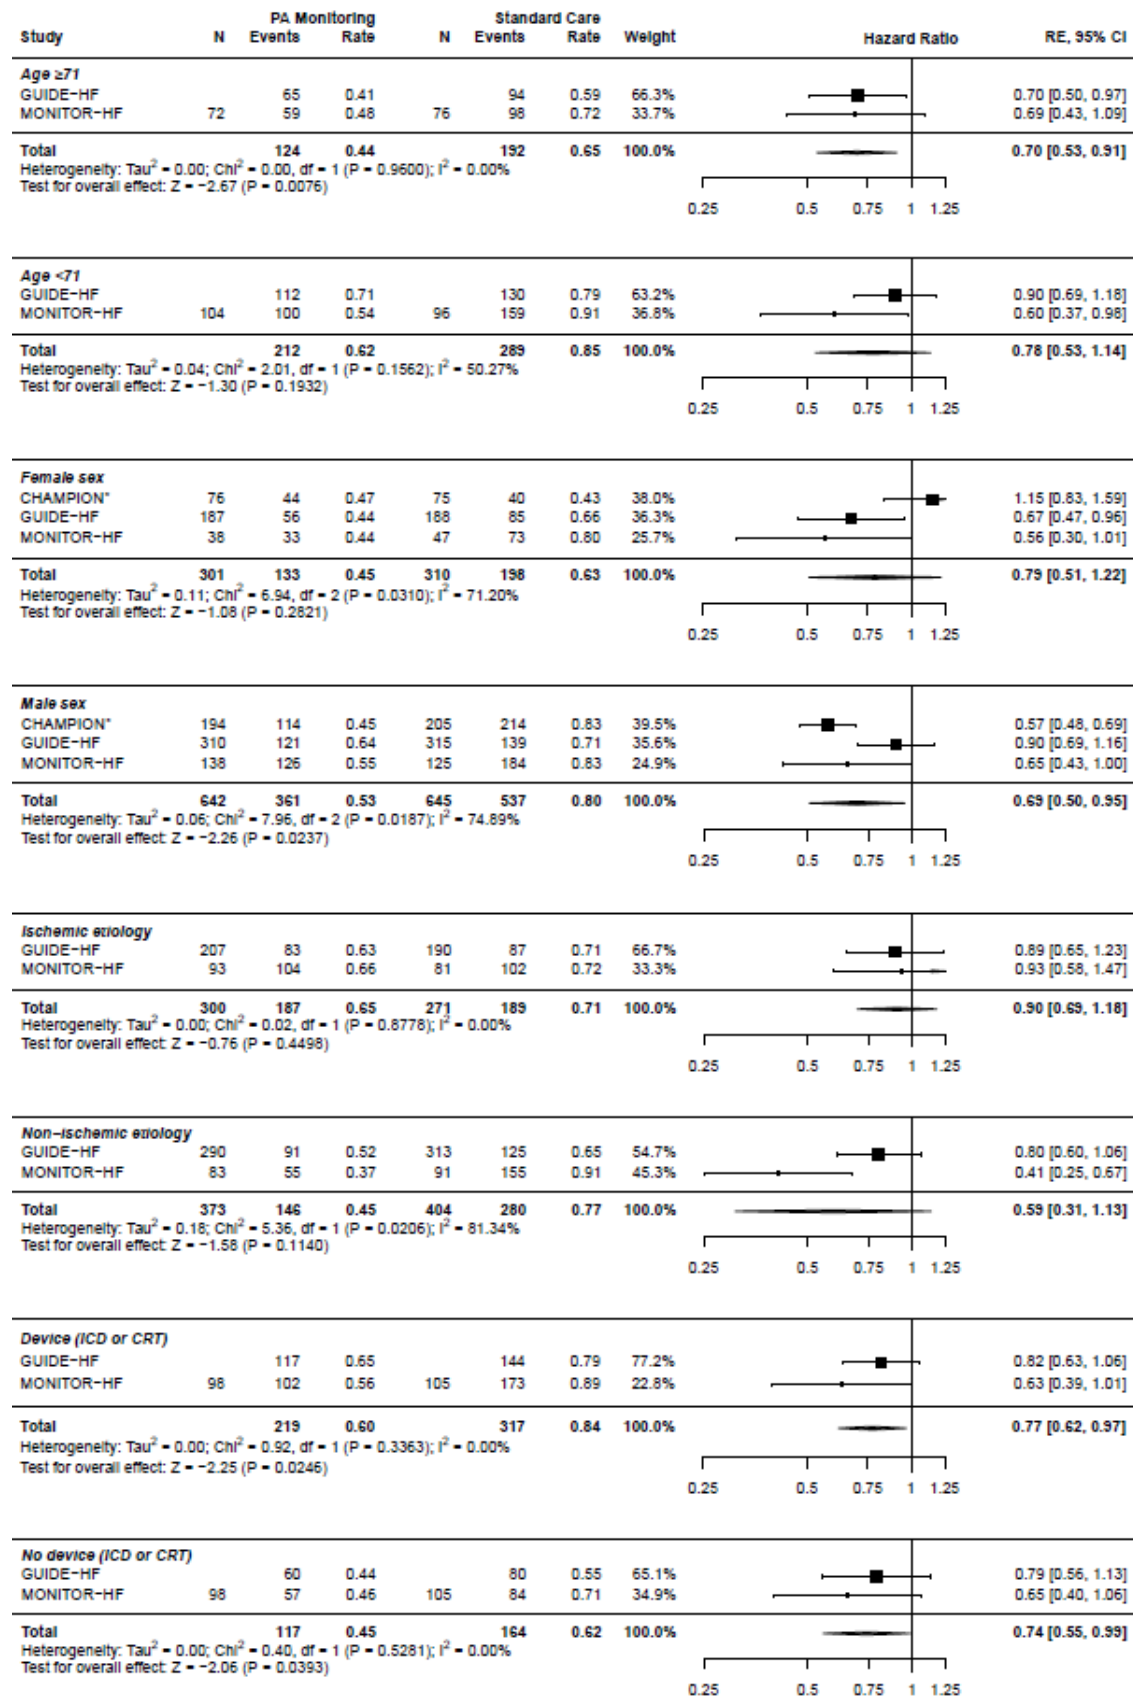 PA Monitoring Standard Care
Study N Events Rate N Events Rate Weight Hazard Ratio RE, 95% CI
Age ≥71
GUIDE−HF 65 0.41 94 0.59 66.3% 0.70 [0.50, 0.97]
MONITOR−HF 72 59 0.48 76 98 0.72 33.7% 0.69 [0.43, 1.09]
Total 124 0.44 192 0.65 100.0% 0.70 [0.53, 0.91]
Heterogeneity: Tau² = 0.00; Chi² = 0.00, df = 1 (P = 0.9600); I² = 0.00%
Test for overall effect: Z = −2.67 (P = 0.0076)
0.25 0.5 0.75 1 1.25
Age <71
GUIDE−HF 112 0.71 130 0.79 63.2% 0.90 [0.69, 1.18]
MONITOR−HF 104 100 0.54 96 159 0.91 36.8% 0.60 [0.37, 0.98]
Total 212 0.62 289 0.85 100.0% 0.78 [0.53, 1.14]
Heterogeneity: Tau² = 0.04; Chi² = 2.01, df = 1 (P = 0.1562); I² = 50.27%
Test for overall effect: Z = −1.30 (P = 0.1932)
0.25 0.5 0.75 1 1.25
Female sex
CHAMPION* 76 44 0.47 75 40 0.43 38.0% 1.15 [0.83, 1.59]
GUIDE−HF 187 56 0.44 188 85 0.66 36.3% 0.67 [0.47, 0.96]
MONITOR−HF 38 33 0.44 47 73 0.80 25.7% 0.56 [0.30, 1.01]
Total 301 133 0.45 310 198 0.63 100.0% 0.79 [0.51, 1.22]
Heterogeneity: Tau² = 0.11; Chi² = 6.94, df = 2 (P = 0.0310); I² = 71.20%
Test for overall effect: Z = −1.08 (P = 0.2821)
0.25 0.5 0.75 1 1.25
Male sex
CHAMPION* 194 114 0.45 205 214 0.83 39.5% 0.57 [0.48, 0.69]
GUIDE−HF 310 121 0.64 315 139 0.71 35.6% 0.90 [0.69, 1.16]
MONITOR−HF 138 126 0.55 125 184 0.83 24.9% 0.65 [0.43, 1.00]
Total 642 361 0.53 645 537 0.80 100.0% 0.69 [0.50, 0.95]
Heterogeneity: Tau² = 0.06; Chi² = 7.96, df = 2 (P = 0.0187); I² = 74.89%
Test for overall effect: Z = −2.26 (P = 0.0237)
0.25 0.5 0.75 1 1.25
Ischemic etiology
GUIDE−HF 207 83 0.63 190 87 0.71 66.7% 0.89 [0.65, 1.23]
MONITOR−HF 93 104 0.66 81 102 0.72 33.3% 0.93 [0.58, 1.47]
Total 300 187 0.65 271 189 0.71 100.0% 0.90 [0.69, 1.18]
Heterogeneity: Tau² = 0.00; Chi² = 0.02, df = 1 (P = 0.8778); I² = 0.00%
Test for overall effect: Z = −0.76 (P = 0.4498)
0.25 0.5 0.75 1 1.25
Non−ischemic etiology
GUIDE−HF 290 91 0.52 313 125 0.65 54.7% 0.80 [0.60, 1.06]
MONITOR−HF 83 55 0.37 91 155 0.91 45.3% 0.41 [0.25, 0.67]
Total 373 146 0.45 404 280 0.77 100.0% 0.59 [0.31, 1.13]
Heterogeneity: Tau² = 0.18; Chi² = 5.36, df = 1 (P = 0.0206); I² = 81.34%
Test for overall effect: Z = −1.58 (P = 0.1140)
0.25 0.5 0.75 1 1.25
Device (ICD or CRT)
GUIDE−HF 117 0.65 144 0.79 77.2% 0.82 [0.63, 1.06]
MONITOR−HF 98 102 0.56 105 173 0.89 22.8% 0.63 [0.39, 1.01]
Total 219 0.60 317 0.84 100.0% 0.77 [0.62, 0.97]
Heterogeneity: Tau² = 0.00; Chi² = 0.92, df = 1 (P = 0.3363); I² = 0.00%
Test for overall effect: Z = −2.25 (P = 0.0246)
0.25 0.5 0.75 1 1.25
No device (ICD or CRT)
GUIDE−HF 60 0.44 80 0.55 65.1% 0.79 [0.56, 1.13]
MONITOR−HF 98 57 0.46 105 84 0.71 34.9% 0.65 [0.40, 1.06]
Total 117 0.45 164 0.62 100.0% 0.74 [0.55, 0.99]
Heterogeneity: Tau² = 0.00; Chi² = 0.40, df = 1 (P = 0.5281); I² = 0.00%
Test for overall effect: Z = −2.06 (P = 0.0393)
0.25 0.5 0.75 1 1.25